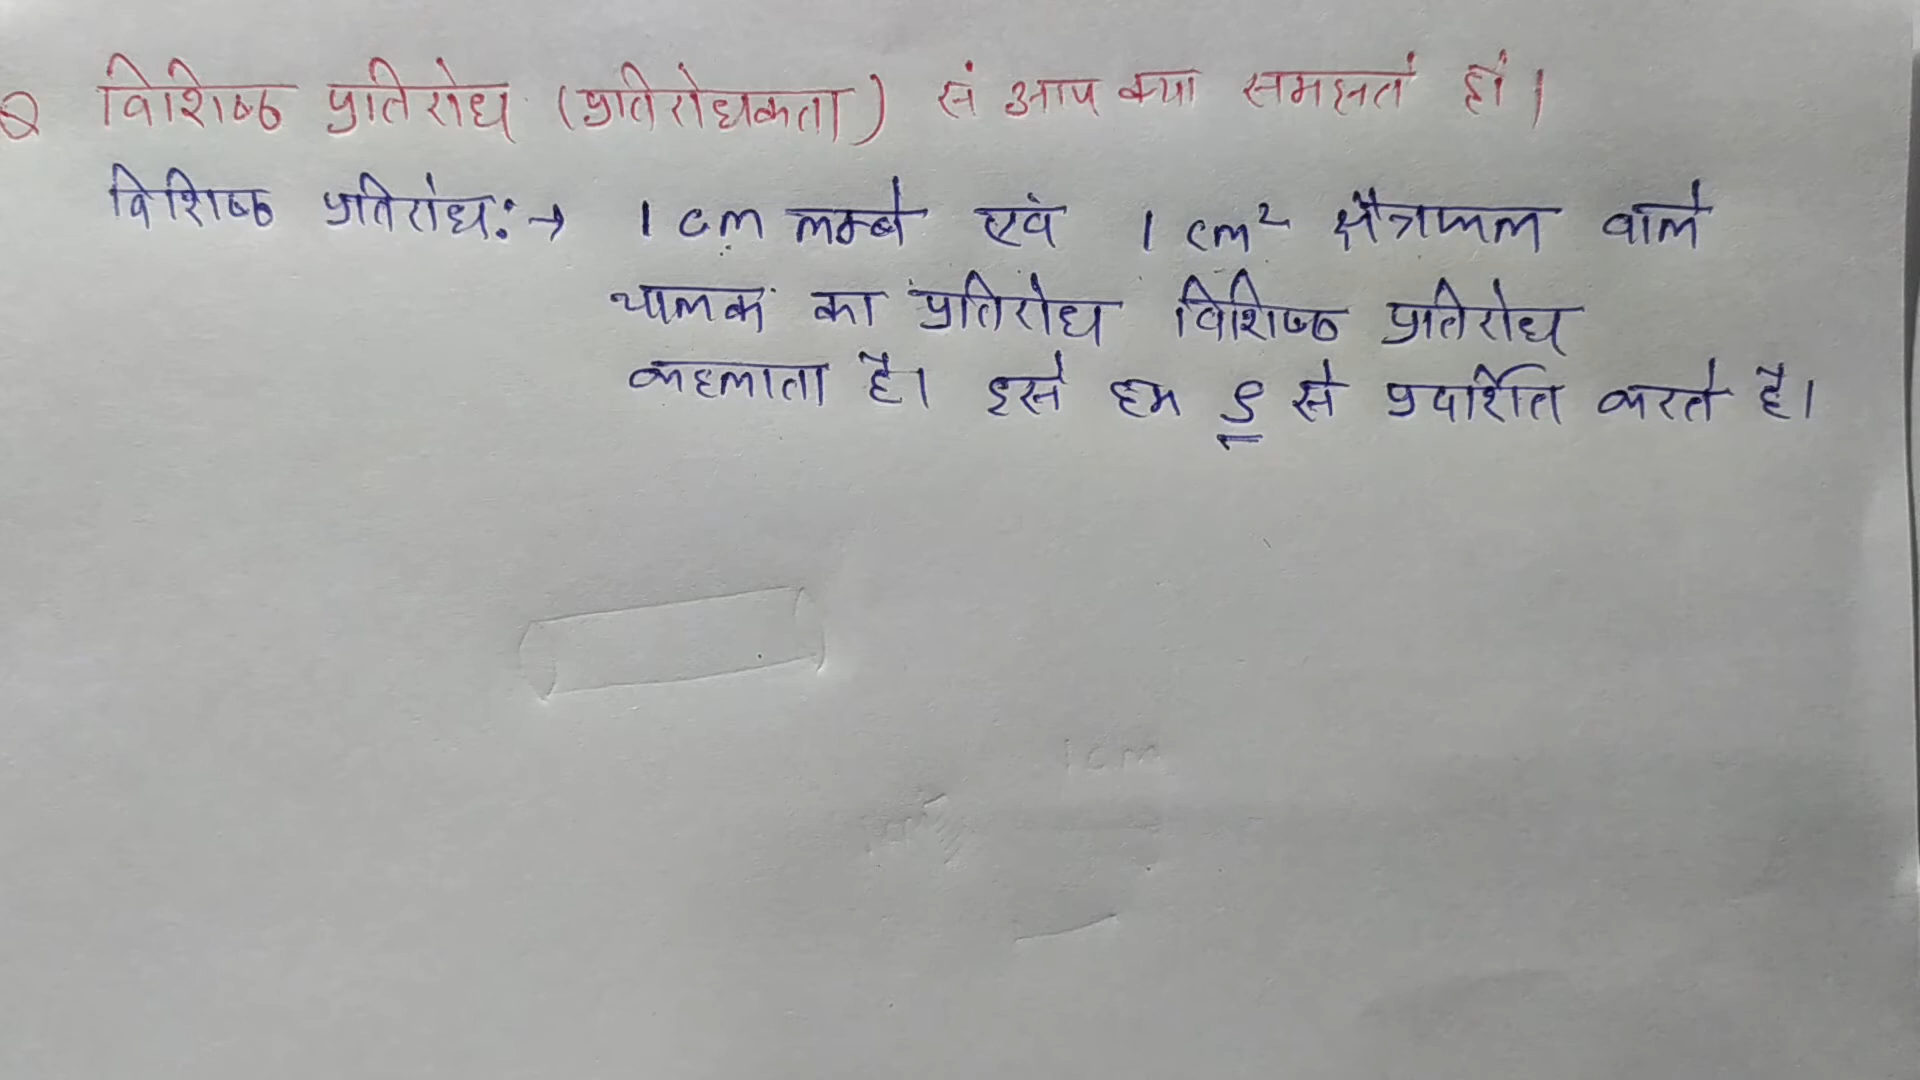 Q विशिष्ठ प्रतिरोध (प्रतिरोधकता) से आप क्या समझते हों।
विशिष्ठ प्रतिरोध:→ 1 cm लम्बे एवं 1 cm² क्षैत्रफल वाले
चालक का प्रतिरोध विशिष्ठ प्रतिरोध
कहलाता है। इसे हम ρ से प्रदर्शित करते है।
1cm